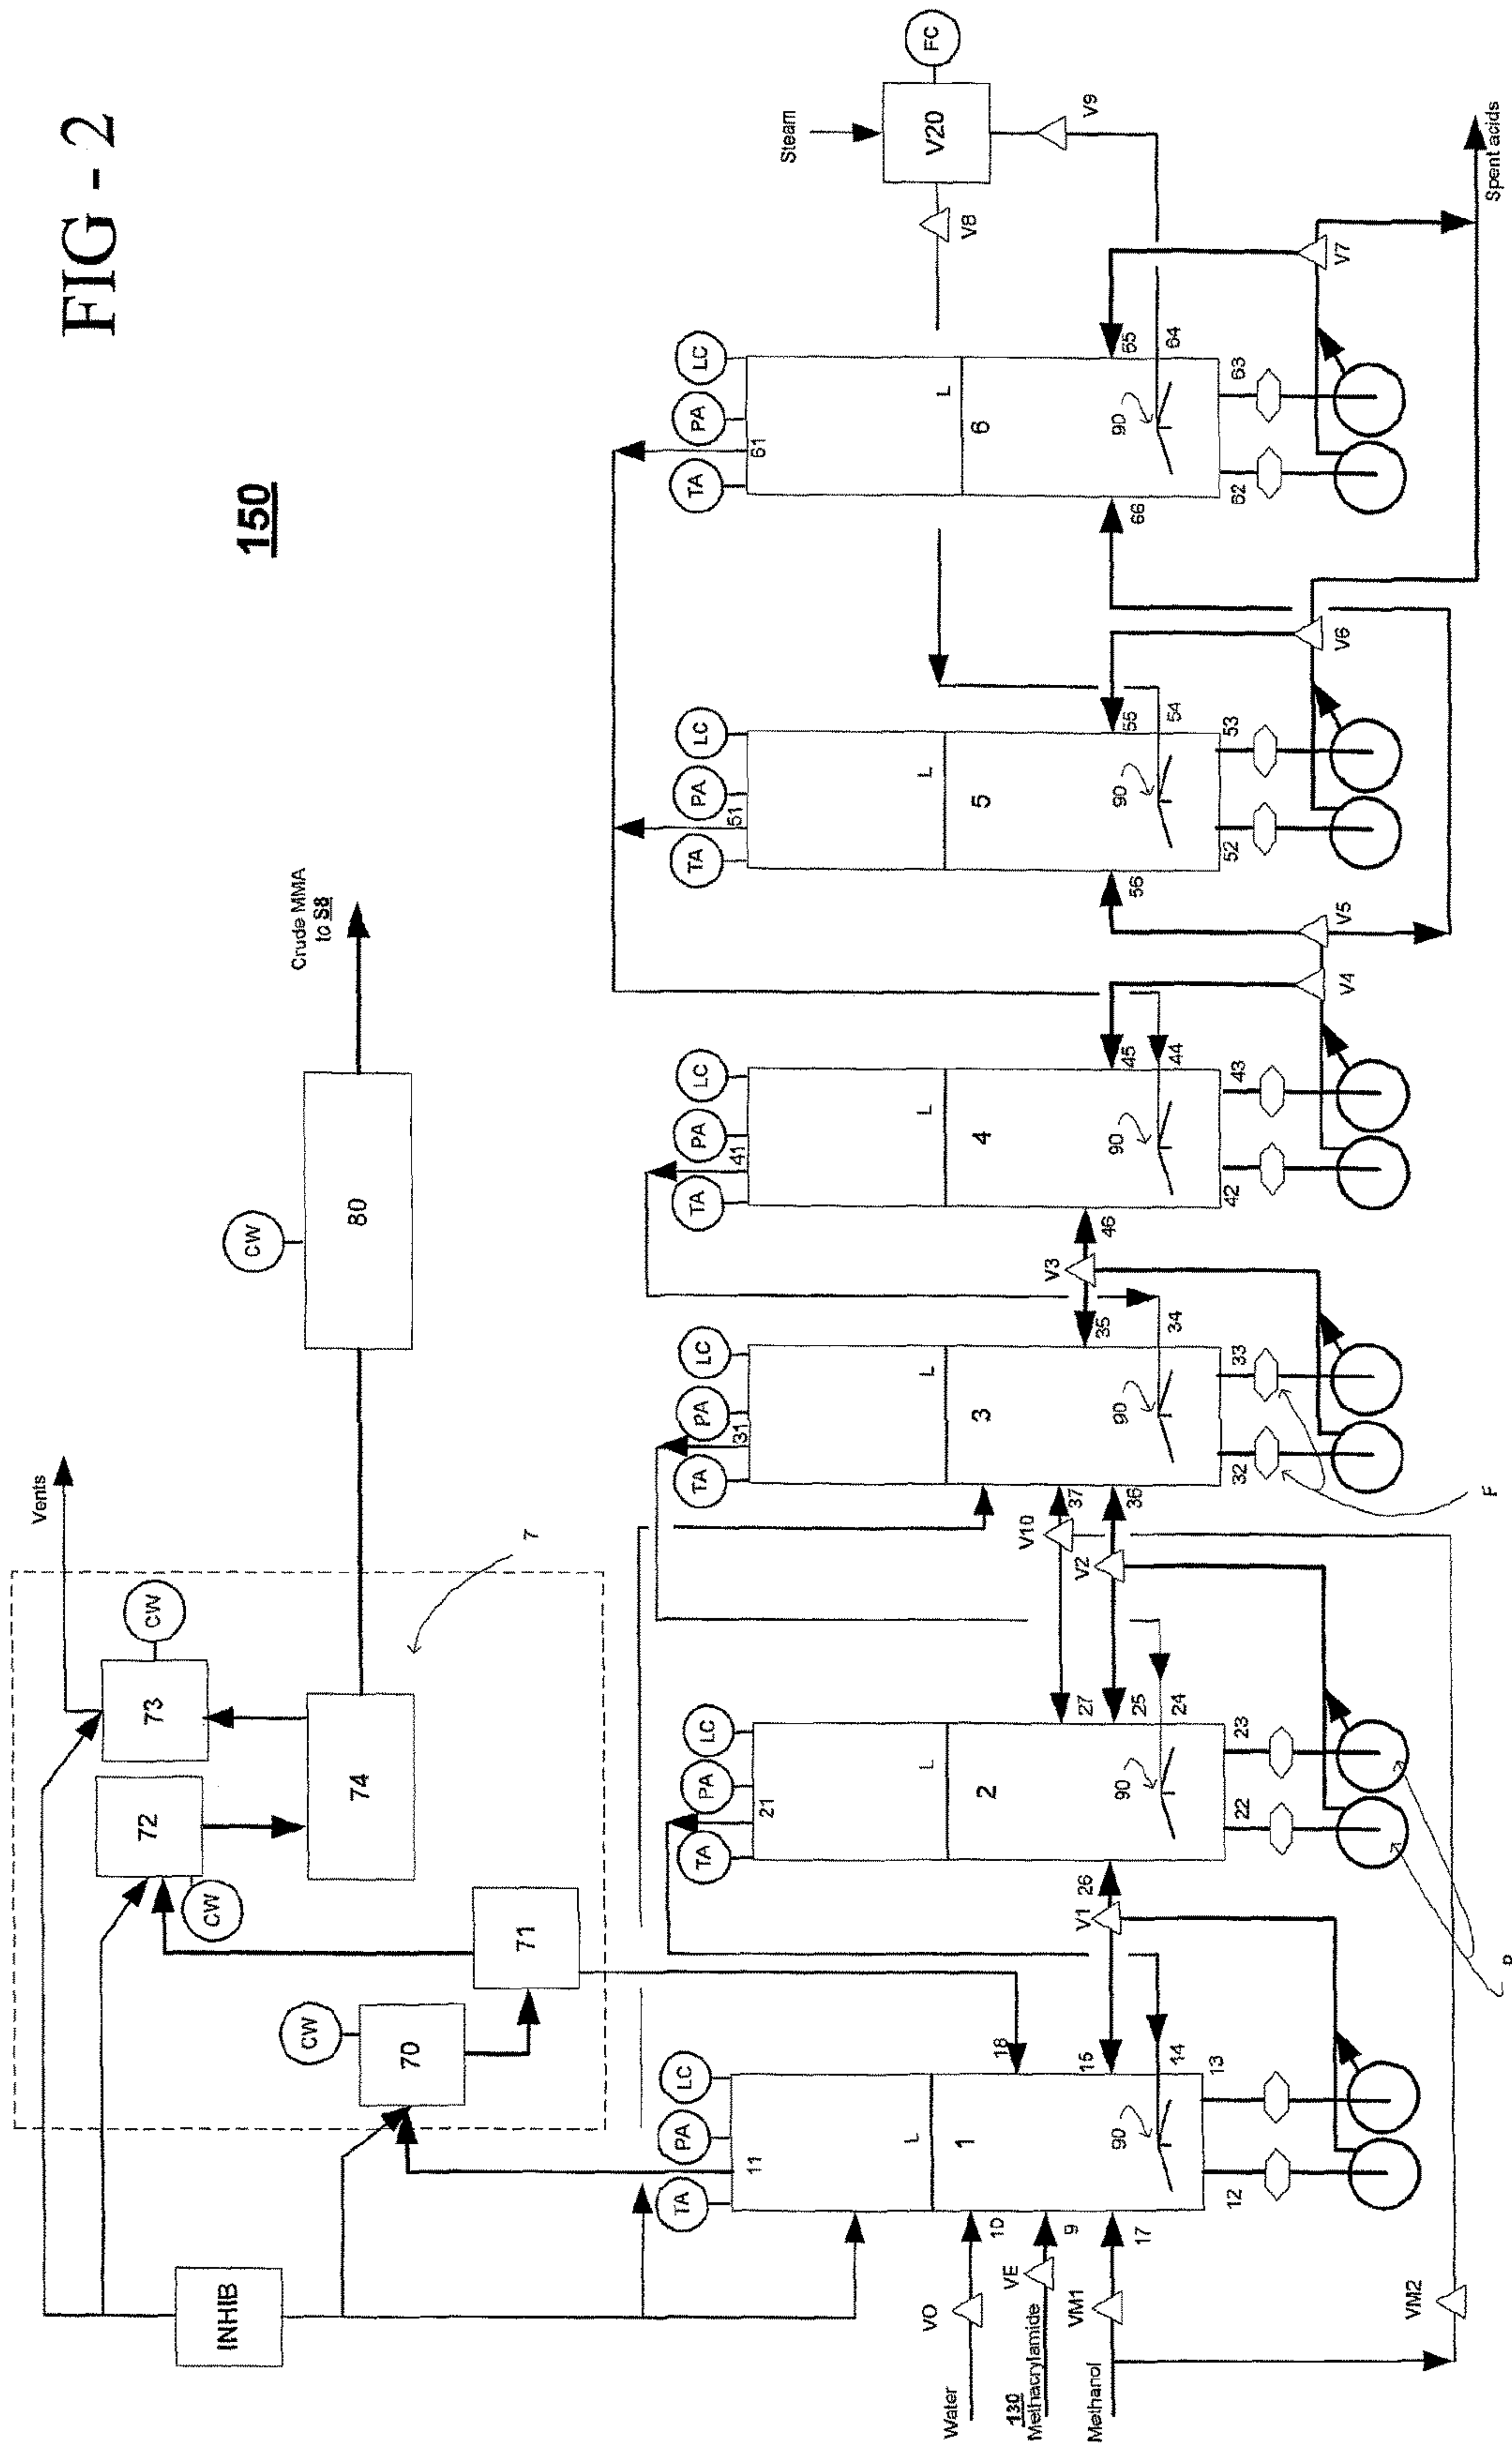 FIG - 2
150
Vents
CW
73
72
CW
INHIB
CW
Crude MMA
to S8
80
74
CW
70
71
7
Steam
FC
V20
V8
V9
TA
PA
LC
11
L
1
10
9
17
18
15
14
90
12
13
TA
PA
LC
21
L
2
26
27
25
24
90
22
23
TA
PA
LC
31
L
3
37
36
35
34
90
32
33
TA
PA
LC
41
L
4
46
45
44
90
42
43
TA
PA
LC
51
L
5
56
55
54
90
52
53
TA
PA
LC
61
L
6
66
65
64
90
62
63
Water
VO
130
Methacrylamide
VE
Methanol
VM1
V1
V10
V2
V3
V4
V5
V6
V7
VM2
P
F
Spent acids